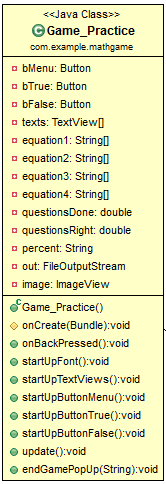 <<Java Class>>
Game_Practice
com.example.mathgame
bMenu: Button
bTrue: Button
bFalse: Button
texts: TextView[]
equation1: String[]
equation2: String[]
equation3: String[]
equation4: String[]
questionsDone: double
questionsRight: double
percent: String
out: FileOutputStream
image: ImageView
Game_Practice()
onCreate(Bundle):void
onBackPressed():void
startUpFont():void
startUpTextViews():void
startUpButtonMenu():void
startUpButtonTrue():void
startUpButtonFalse():void
update():void
endGamePopUp(String):void